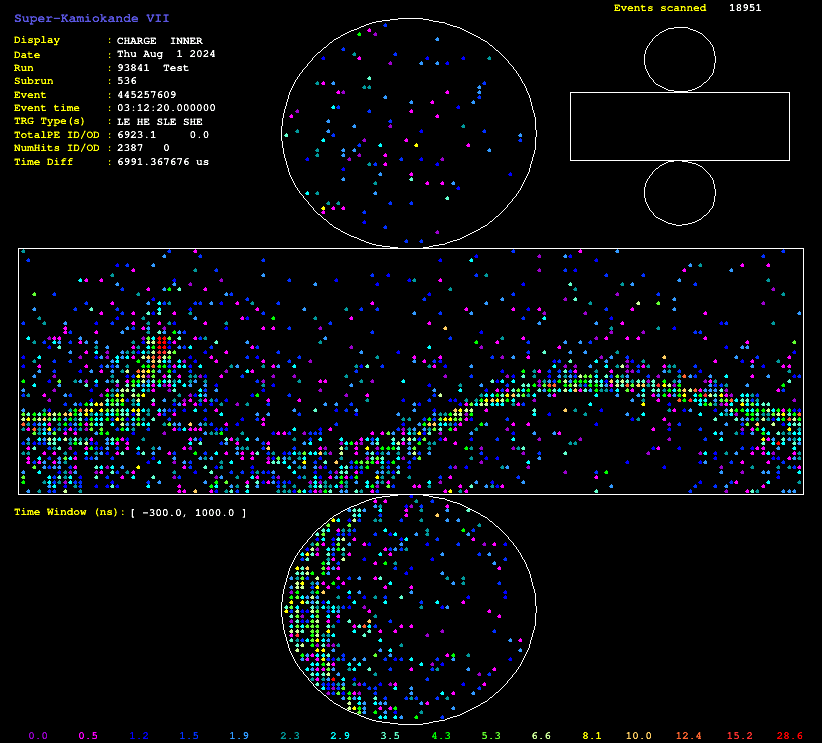 Super-Kamiokande VII
Events scanned 18951
Display : CHARGE INNER
Date : Thu Aug 1 2024
Run : 93841 Test
Subrun : 536
Event : 445257609
Event time : 03:12:20.000000
TRG Type(s) : LE HE SLE SHE
TotalPE ID/OD : 6923.1 0.0
NumHits ID/OD : 2387 0
Time Diff : 6991.367676 us
Time Window (ns): [ -300.0, 1000.0 ]
0.0 0.5 1.2 1.5 1.9 2.3 2.9 3.5 4.3 5.3 6.6 8.1 10.0 12.4 15.2 28.6